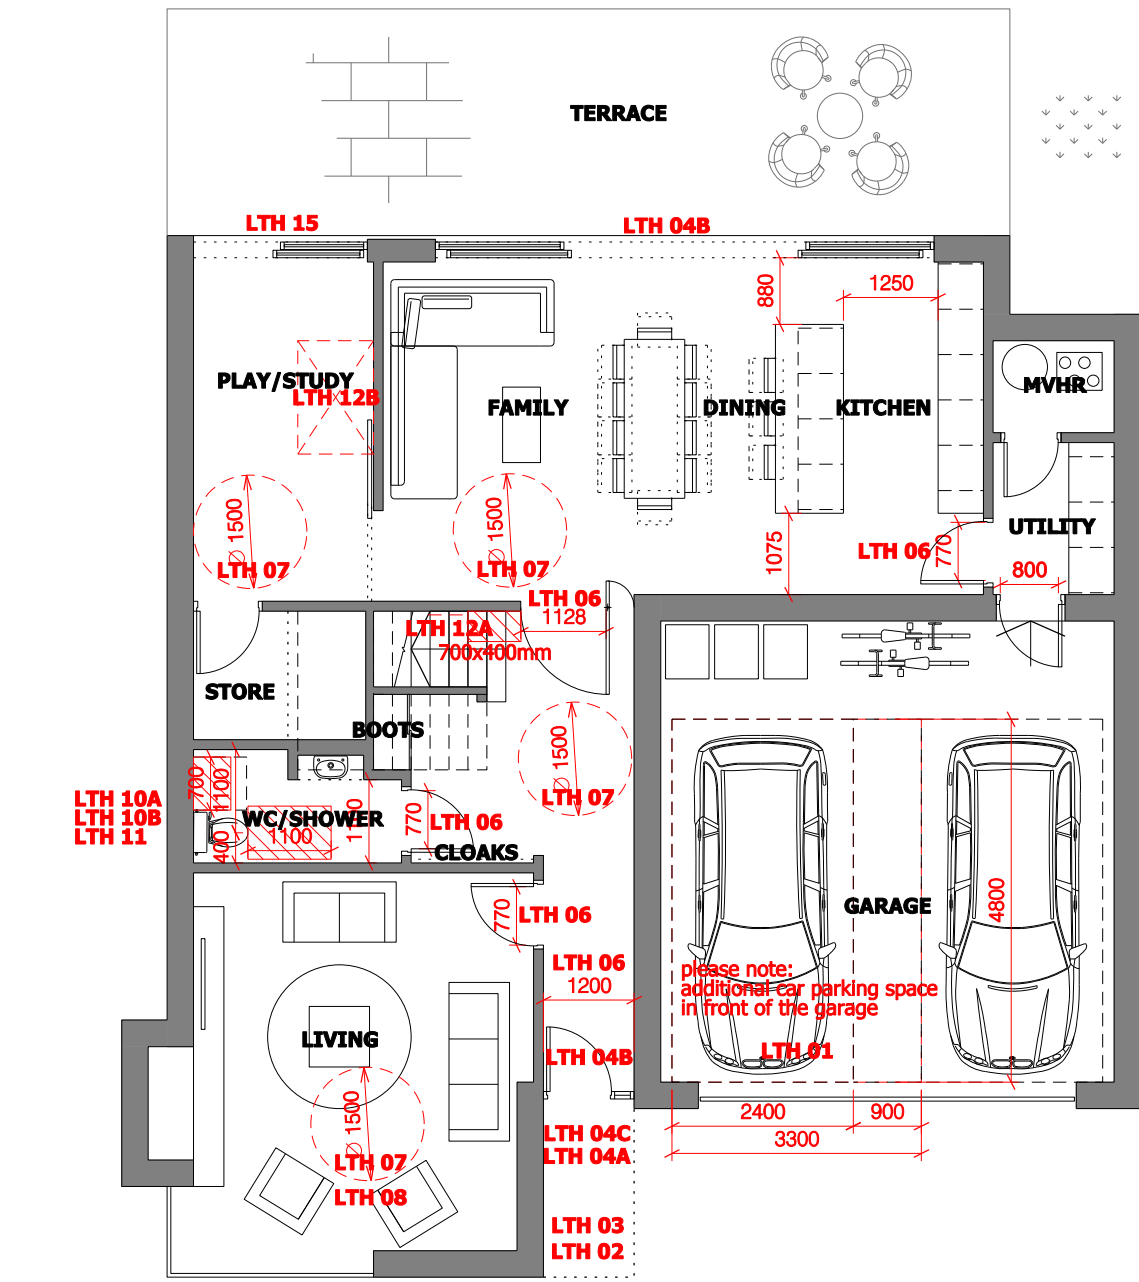 TERRACE
LTH 15
LTH 04B
880
1250
PLAY/STUDY
LTH 12B
MVHR
FAMILY
DINING
KITCHEN
Ø 1500
LTH 07
Ø 1500
LTH 07
1075
LTH 06
770
UTILITY
800
LTH 06
1128
LTH 12A
700x400mm
STORE
BOOTS
Ø 1500
LTH 07
LTH 10A
LTH 10B
LTH 11
700
1100
WC/SHOWER
1100
400
1100
770
LTH 06
CLOAKS
770
LTH 06
GARAGE
4800
LTH 06
1200
please note:
additional car parking space
in front of the garage
LIVING
LTH 04B
LTH 01
Ø 1500
LTH 07
LTH 08
2400
900
3300
LTH 04C
LTH 04A
LTH 03
LTH 02